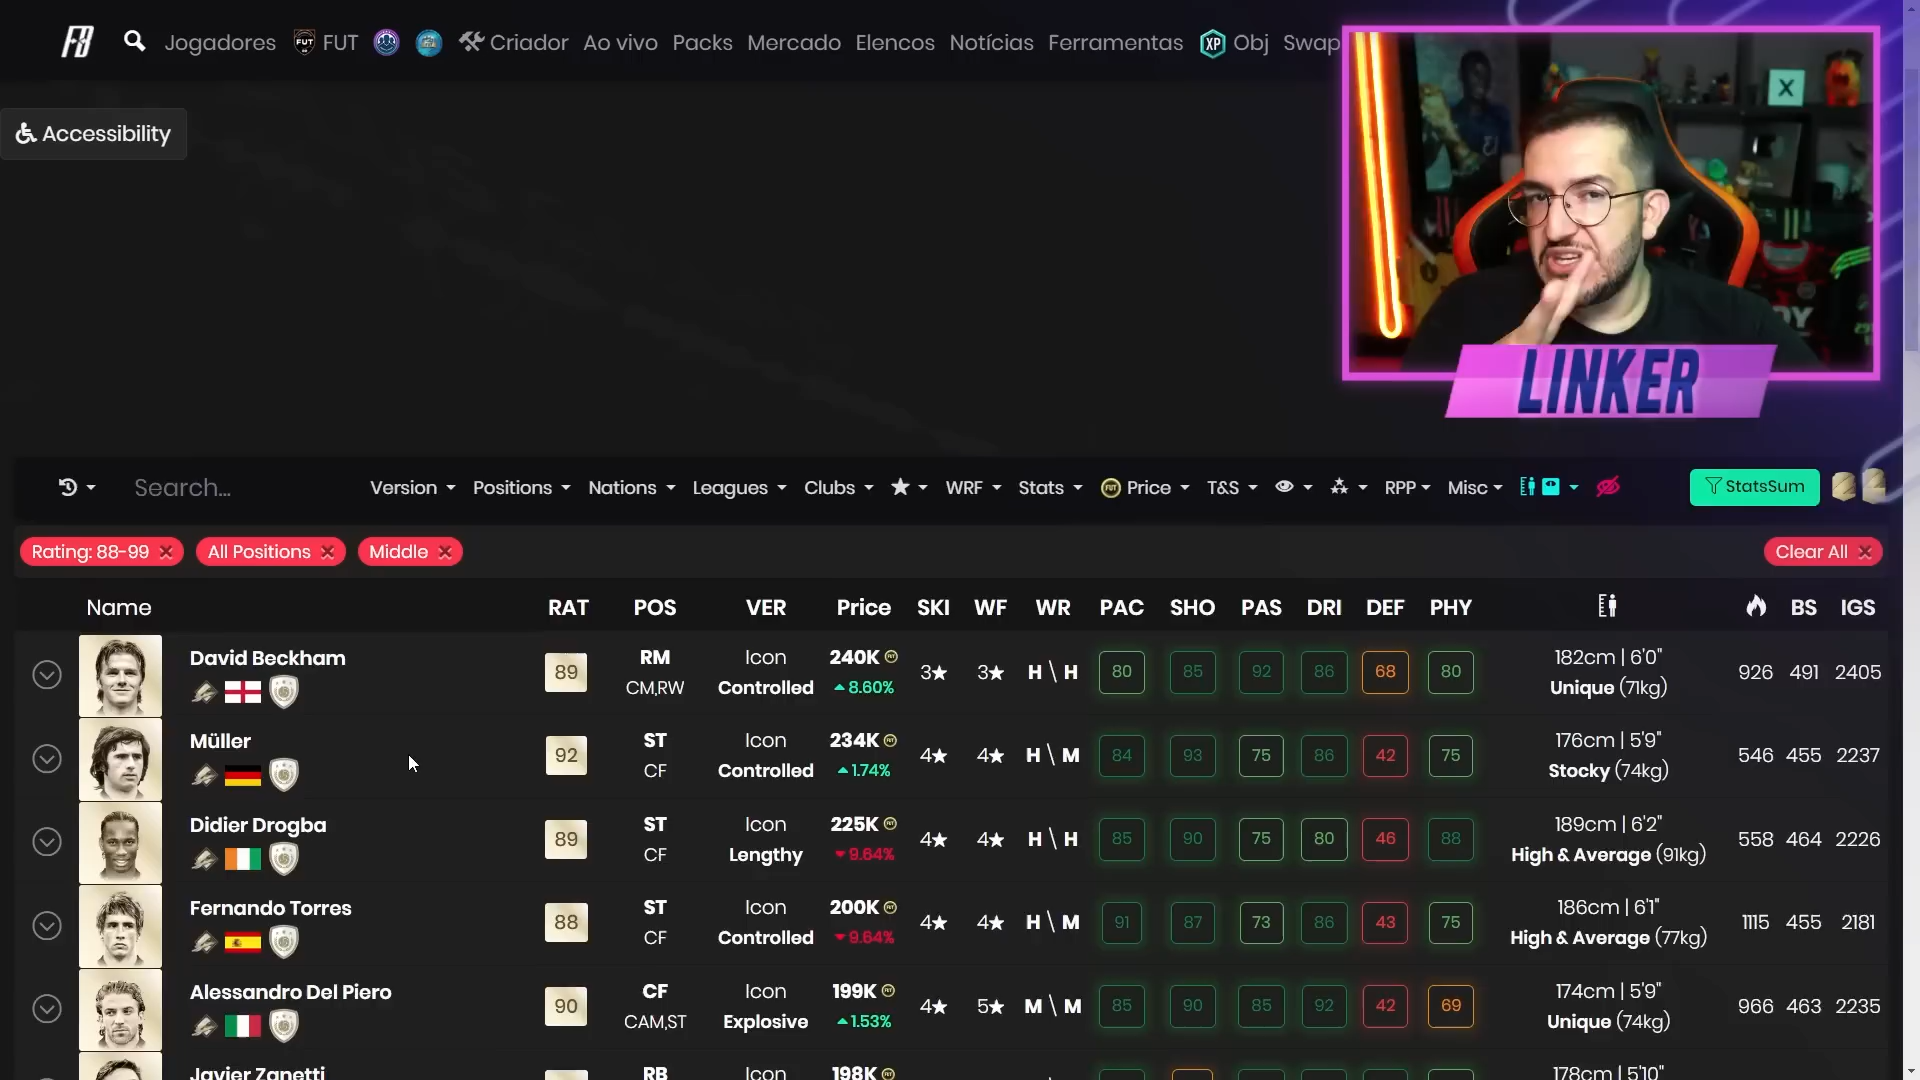 Jogadores FUT Criador Ao vivo Packs Mercado Elencos Notícias Ferramentas XP Obj Swap
X
Accessibility
LINKER
Search... Version Positions Nations Leagues Clubs WRF Stats Price T&S RPP Misc StatsSum
Rating: 88-99 All Positions Middle Clear All
Name RAT POS VER Price SKI WF WR PAC SHO PAS DRI DEF PHY BS IGS
David Beckham 89 RM Icon 240K 3★ 3★ H \ H 80 85 92 86 68 80 182cm | 6'0" 926 491 2405
CM,RW Controlled 8.60% Unique (71kg)
Müller 92 ST Icon 234K 4★ 4★ H \ M 84 93 75 86 42 75 176cm | 5'9" 546 455 2237
CF Controlled 1.74% Stocky (74kg)
Didier Drogba 89 ST Icon 225K 4★ 4★ H \ H 85 90 75 80 46 88 189cm | 6'2" 558 464 2226
CF Lengthy 9.64% High & Average (91kg)
Fernando Torres 88 ST Icon 200K 4★ 4★ H \ M 91 87 73 86 43 75 186cm | 6'1" 1115 455 2181
CF Controlled 9.64% High & Average (77kg)
Alessandro Del Piero 90 CF Icon 199K 4★ 5★ M \ M 85 90 85 92 42 69 174cm | 5'9" 966 463 2235
CAM,ST Explosive 1.53% Unique (74kg)
Javier Zanetti RB Icon 198K 178cm | 5'10"